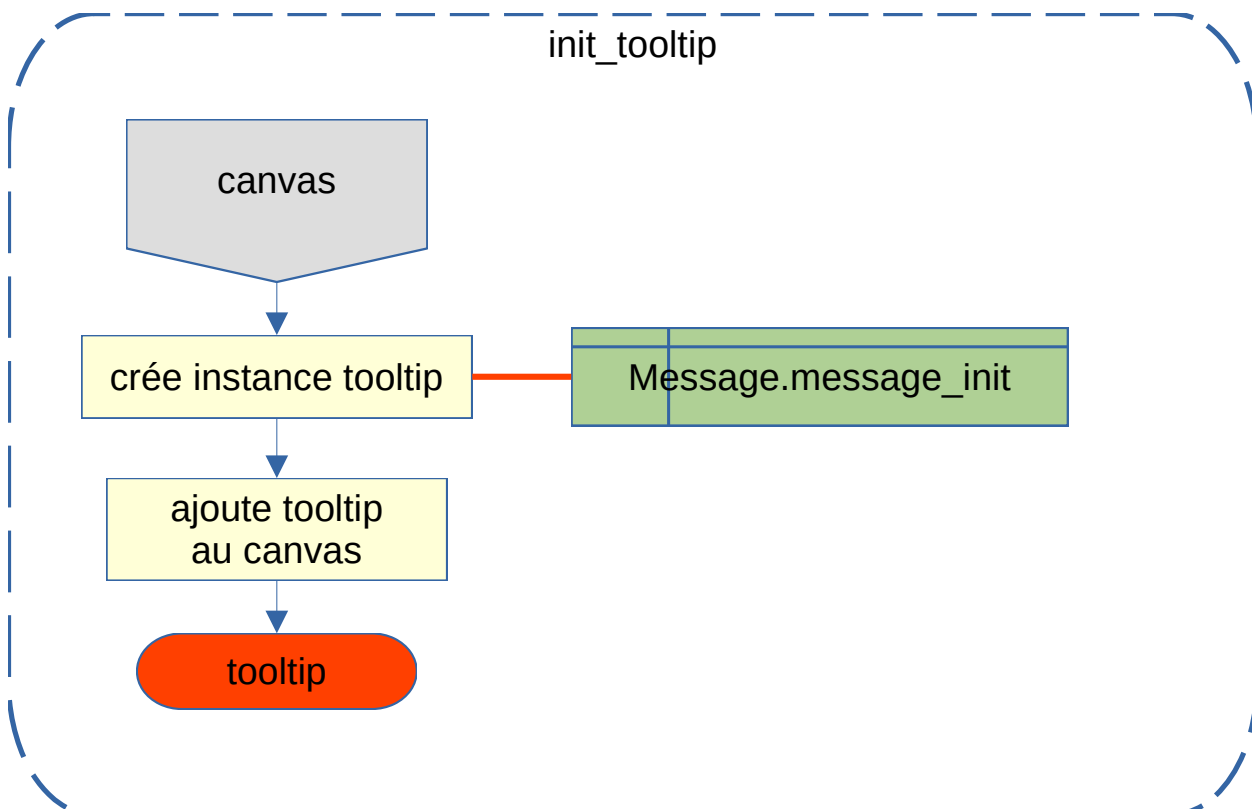 init_tooltip
canvas
crée instance tooltip
Message.message_init
ajoute tooltip
au canvas
tooltip